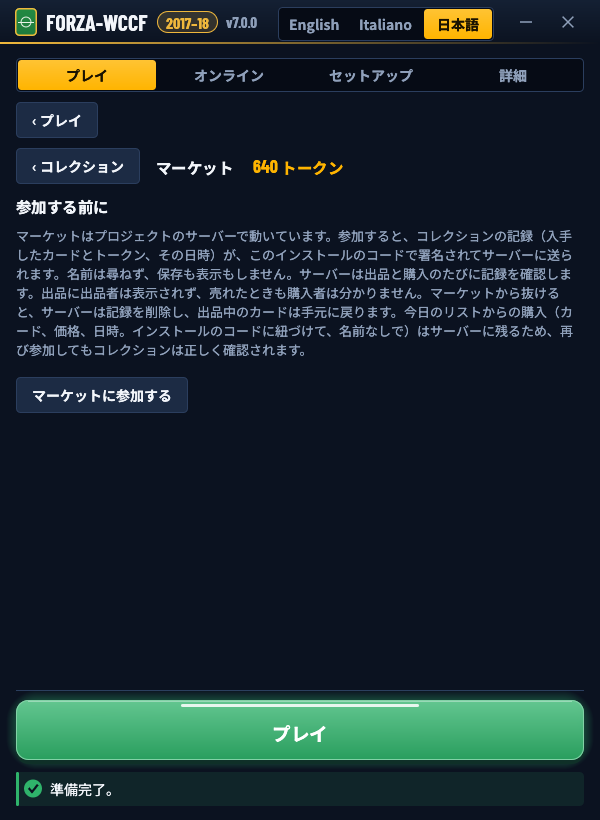 FORZA-WCCF 2017-18 v7.0.0 English Italiano 日本語
プレイ オンライン セットアップ 詳細
‹ プレイ
‹ コレクション マーケット 640 トークン
参加する前に
マーケットはプロジェクトのサーバーで動いています。参加すると、コレクションの記録（入手
したカードとトークン、その日時）が、このインストールのコードで署名されてサーバーに送ら
れます。名前は尋ねず、保存も表示もしません。サーバーは出品と購入のたびに記録を確認しま
す。出品に出品者は表示されず、売れたときも購入者は分かりません。マーケットから抜ける
と、サーバーは記録を削除し、出品中のカードは手元に戻ります。今日のリストからの購入（カ
ード、価格、日時。インストールのコードに紐づけて、名前なしで）はサーバーに残るため、再
び参加してもコレクションは正しく確認されます。
マーケットに参加する
プレイ
準備完了。